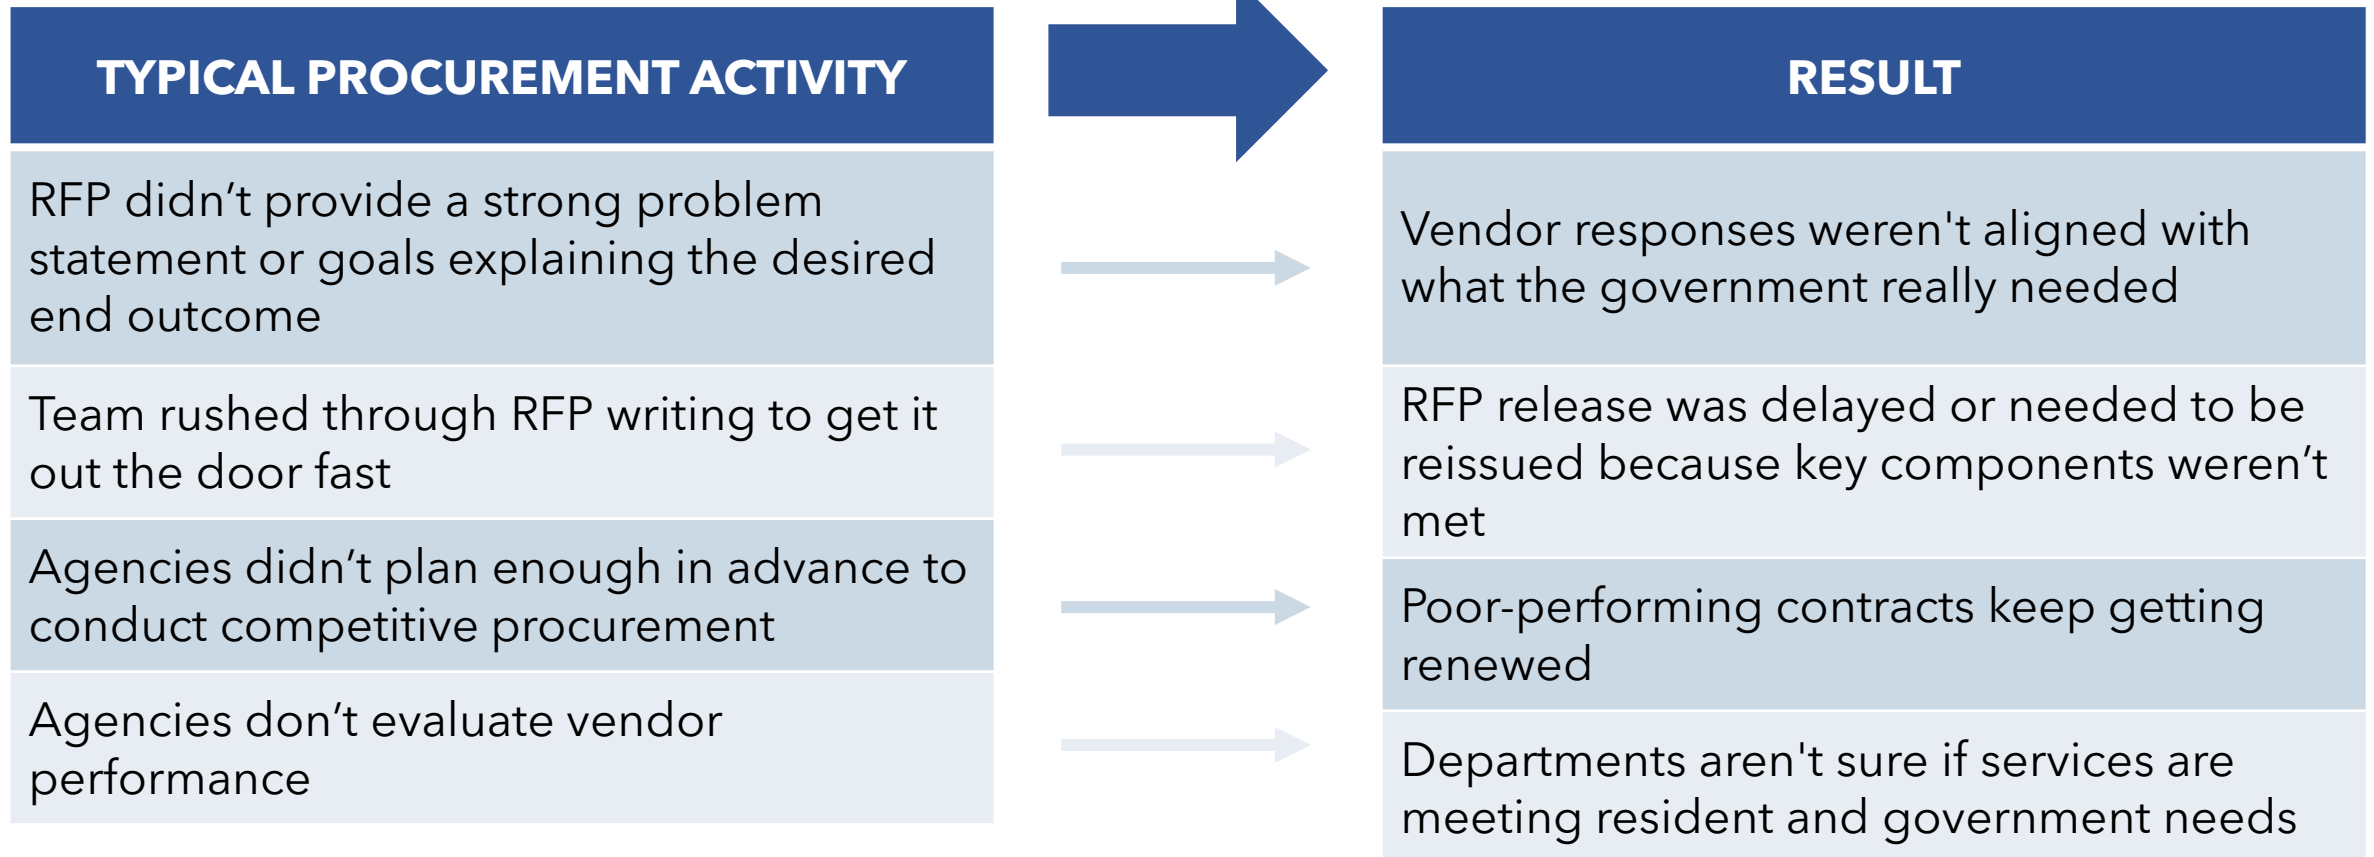 TYPICAL PROCUREMENT ACTIVITY
RESULT
RFP didn’t provide a strong problem
statement or goals explaining the desired
end outcome
Vendor responses weren't aligned with
what the government really needed
Team rushed through RFP writing to get it
out the door fast
RFP release was delayed or needed to be
reissued because key components weren’t
met
Agencies didn’t plan enough in advance to
conduct competitive procurement
Poor-performing contracts keep getting
renewed
Agencies don’t evaluate vendor
performance
Departments aren't sure if services are
meeting resident and government needs